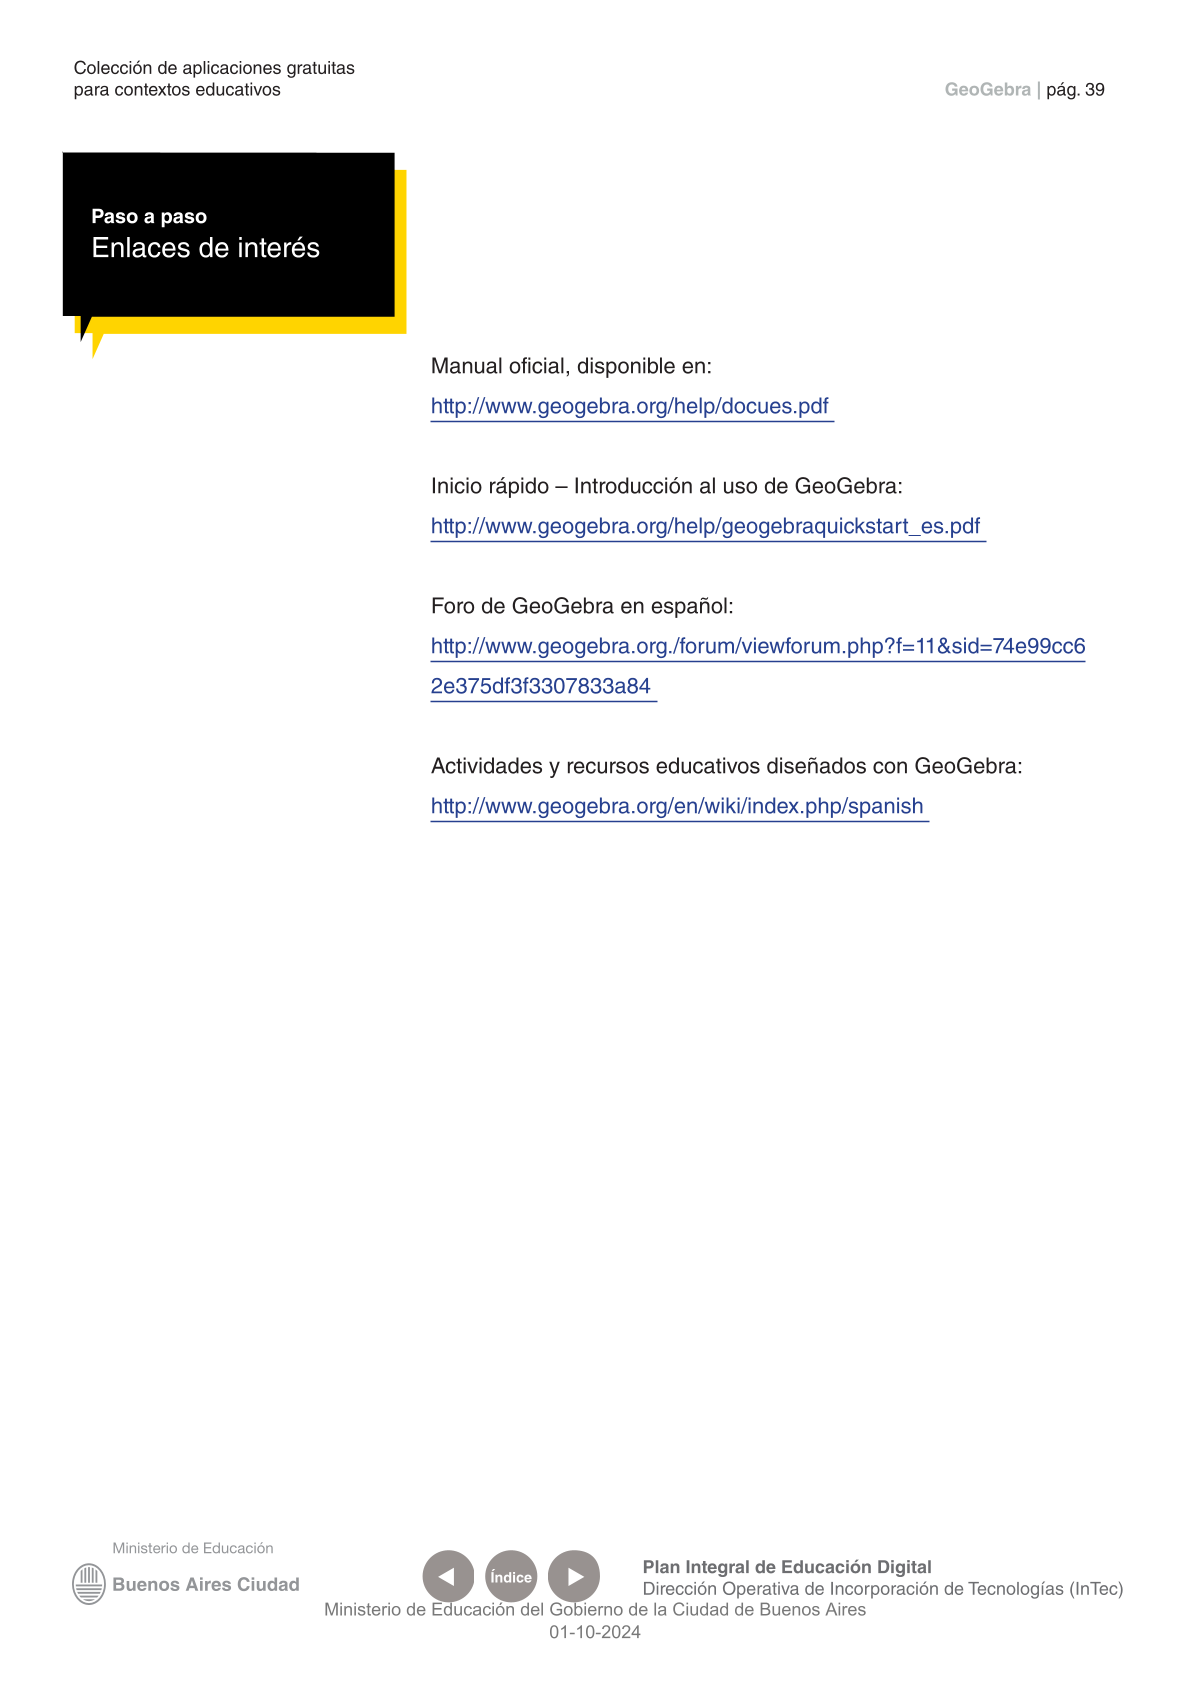 Colección de aplicaciones gratuitas
para contextos educativos
GeoGebra | pág. 39
Paso a paso
Enlaces de interés
Manual oficial, disponible en:
http://www.geogebra.org/help/docues.pdf
Inicio rápido – Introducción al uso de GeoGebra:
http://www.geogebra.org/help/geogebraquickstart_es.pdf
Foro de GeoGebra en español:
http://www.geogebra.org./forum/viewforum.php?f=11&sid=74e99cc6
2e375df3f3307833a84
Actividades y recursos educativos diseñados con GeoGebra:
http://www.geogebra.org/en/wiki/index.php/spanish
Ministerio de Educación
Buenos Aires Ciudad
Índice
Plan Integral de Educación Digital
Dirección Operativa de Incorporación de Tecnologías (InTec)
Ministerio de Educación del Gobierno de la Ciudad de Buenos Aires
01-10-2024